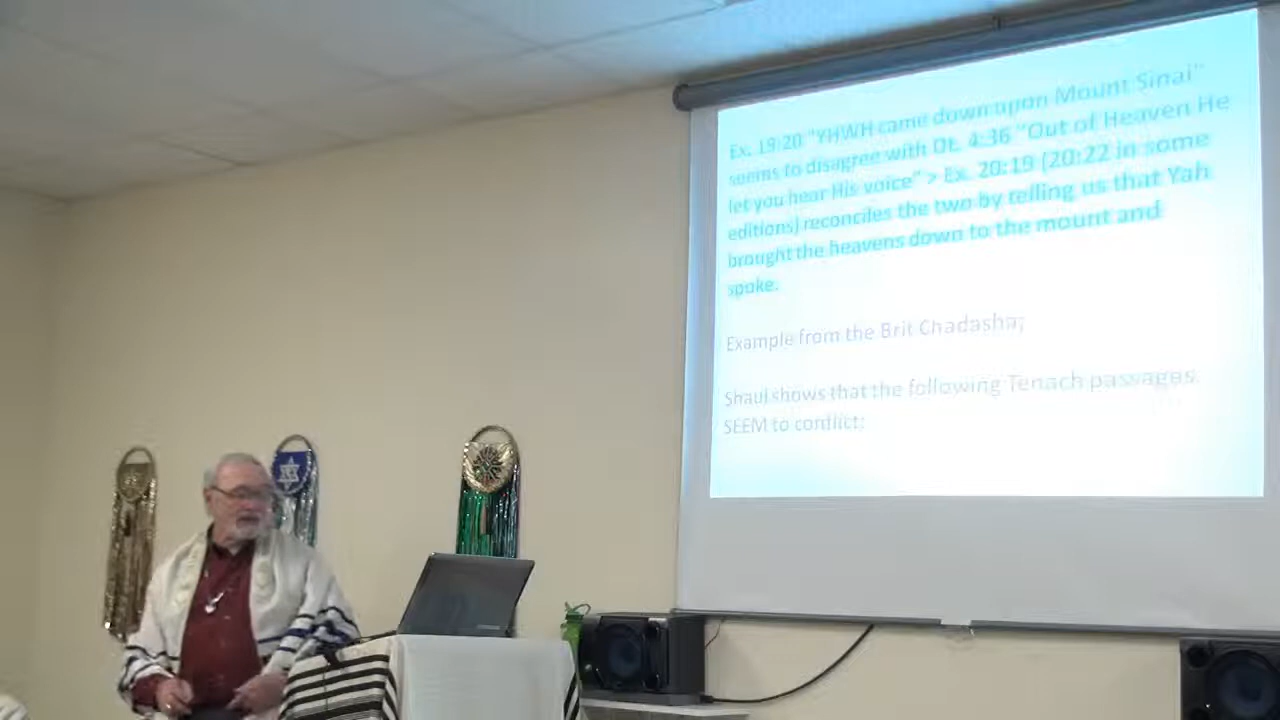 Ex. 19:20 "YHWH came down upon Mount Sinai"
seems to disagree with Dt. 4:36 "Out of Heaven He
let you hear His voice" > Ex. 20:19 (20:22 in some
editions) reconciles the two by telling us that Yah
brought the heavens down to the mount and
spoke.
Example from the Brit Chadasha;
Shaul shows that the following Tenach passages
SEEM to conflict: